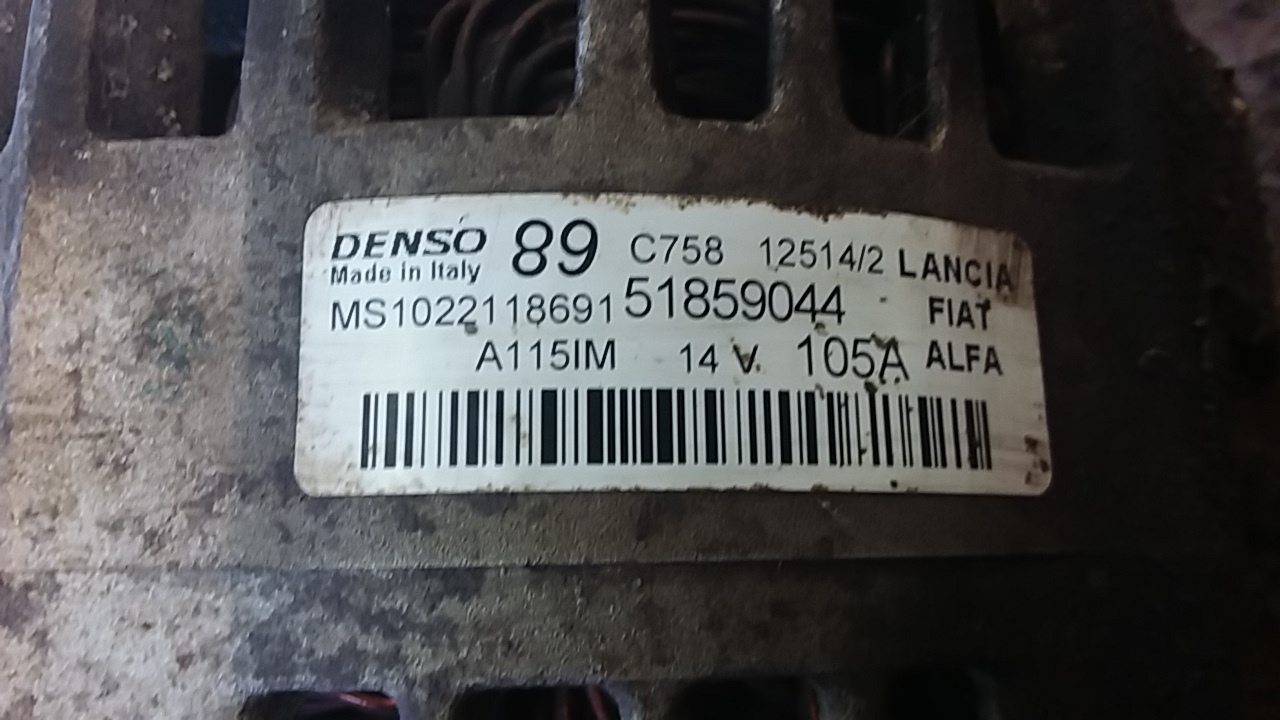 DENSO 89 C758 12514/2 LANCIA
Made in Italy
MS1022118691 51859044 FIAT
A115IM 14 V. 105A ALFA